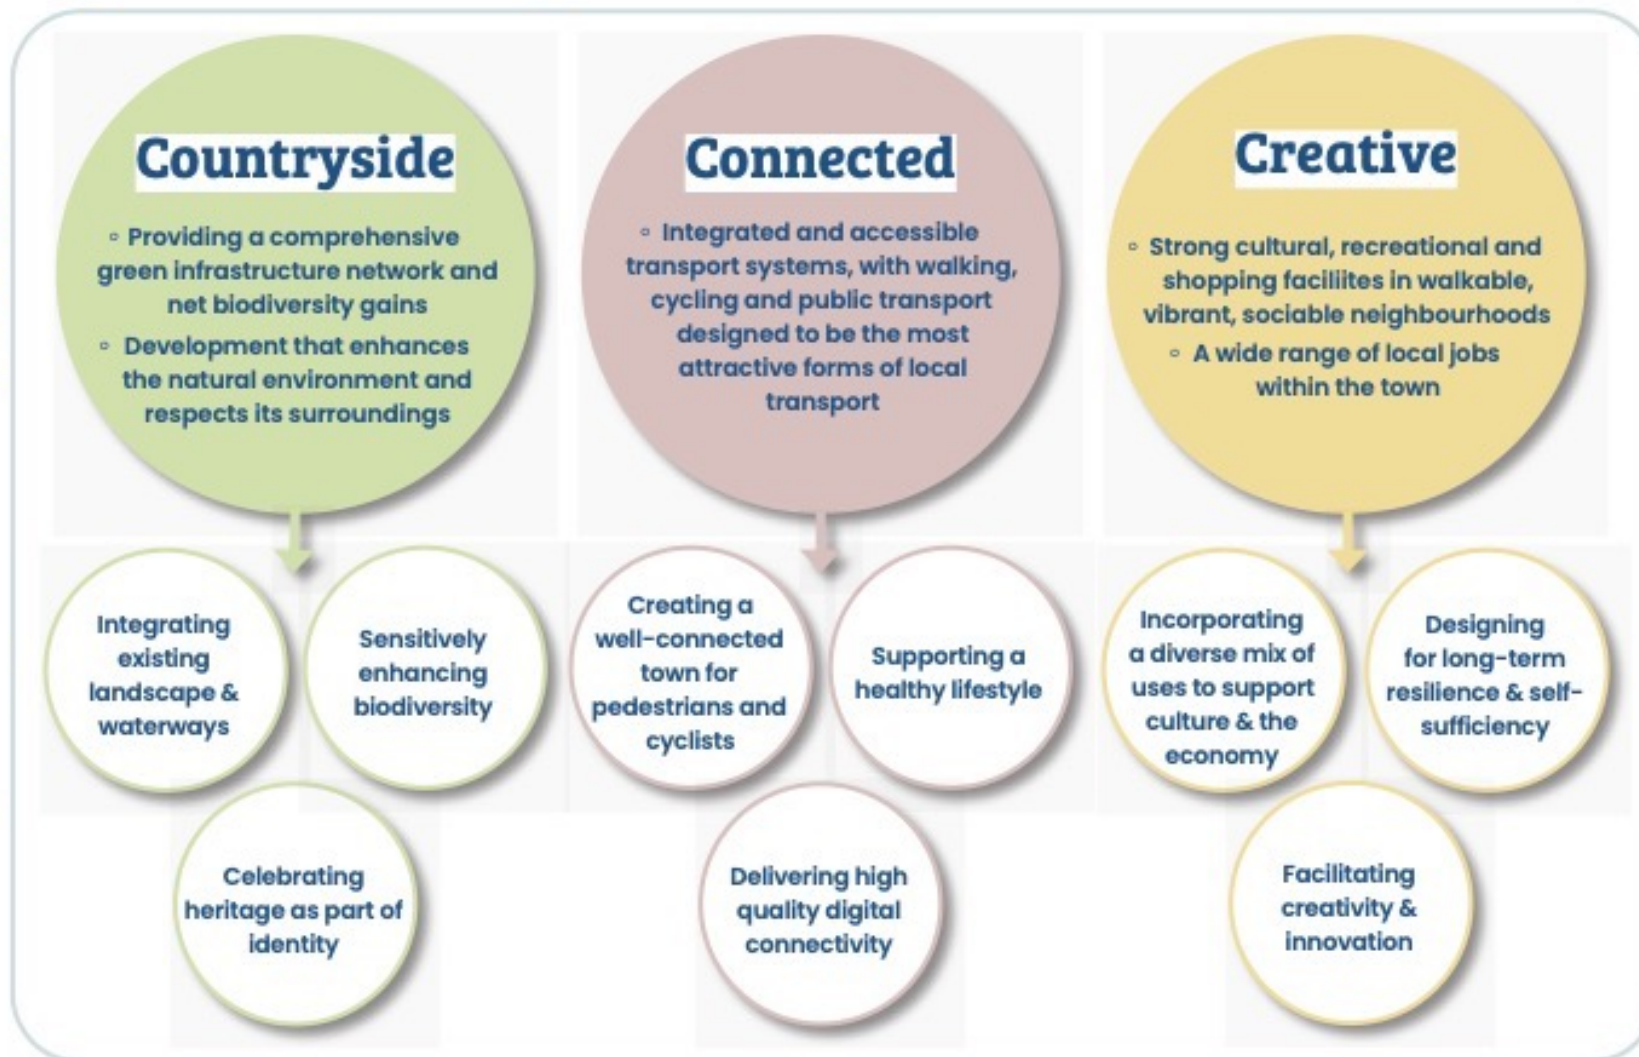 Countryside
◦ Providing a comprehensive
green infrastructure network and
net biodiversity gains
◦ Development that enhances
the natural environment and
respects its surroundings
Integrating
existing
landscape &
waterways
Sensitively
enhancing
biodiversity
Celebrating
heritage as part of
identity
Connected
◦ Integrated and accessible
transport systems, with walking,
cycling and public transport
designed to be the most
attractive forms of local
transport
Creating a
well-connected
town for
pedestrians and
cyclists
Supporting a
healthy lifestyle
Delivering high
quality digital
connectivity
Creative
◦ Strong cultural, recreational and
shopping faciliites in walkable,
vibrant, sociable neighbourhoods
◦ A wide range of local jobs
within the town
Incorporating
a diverse mix of
uses to support
culture & the
economy
Designing
for long-term
resilience & self-
sufficiency
Facilitating
creativity &
innovation